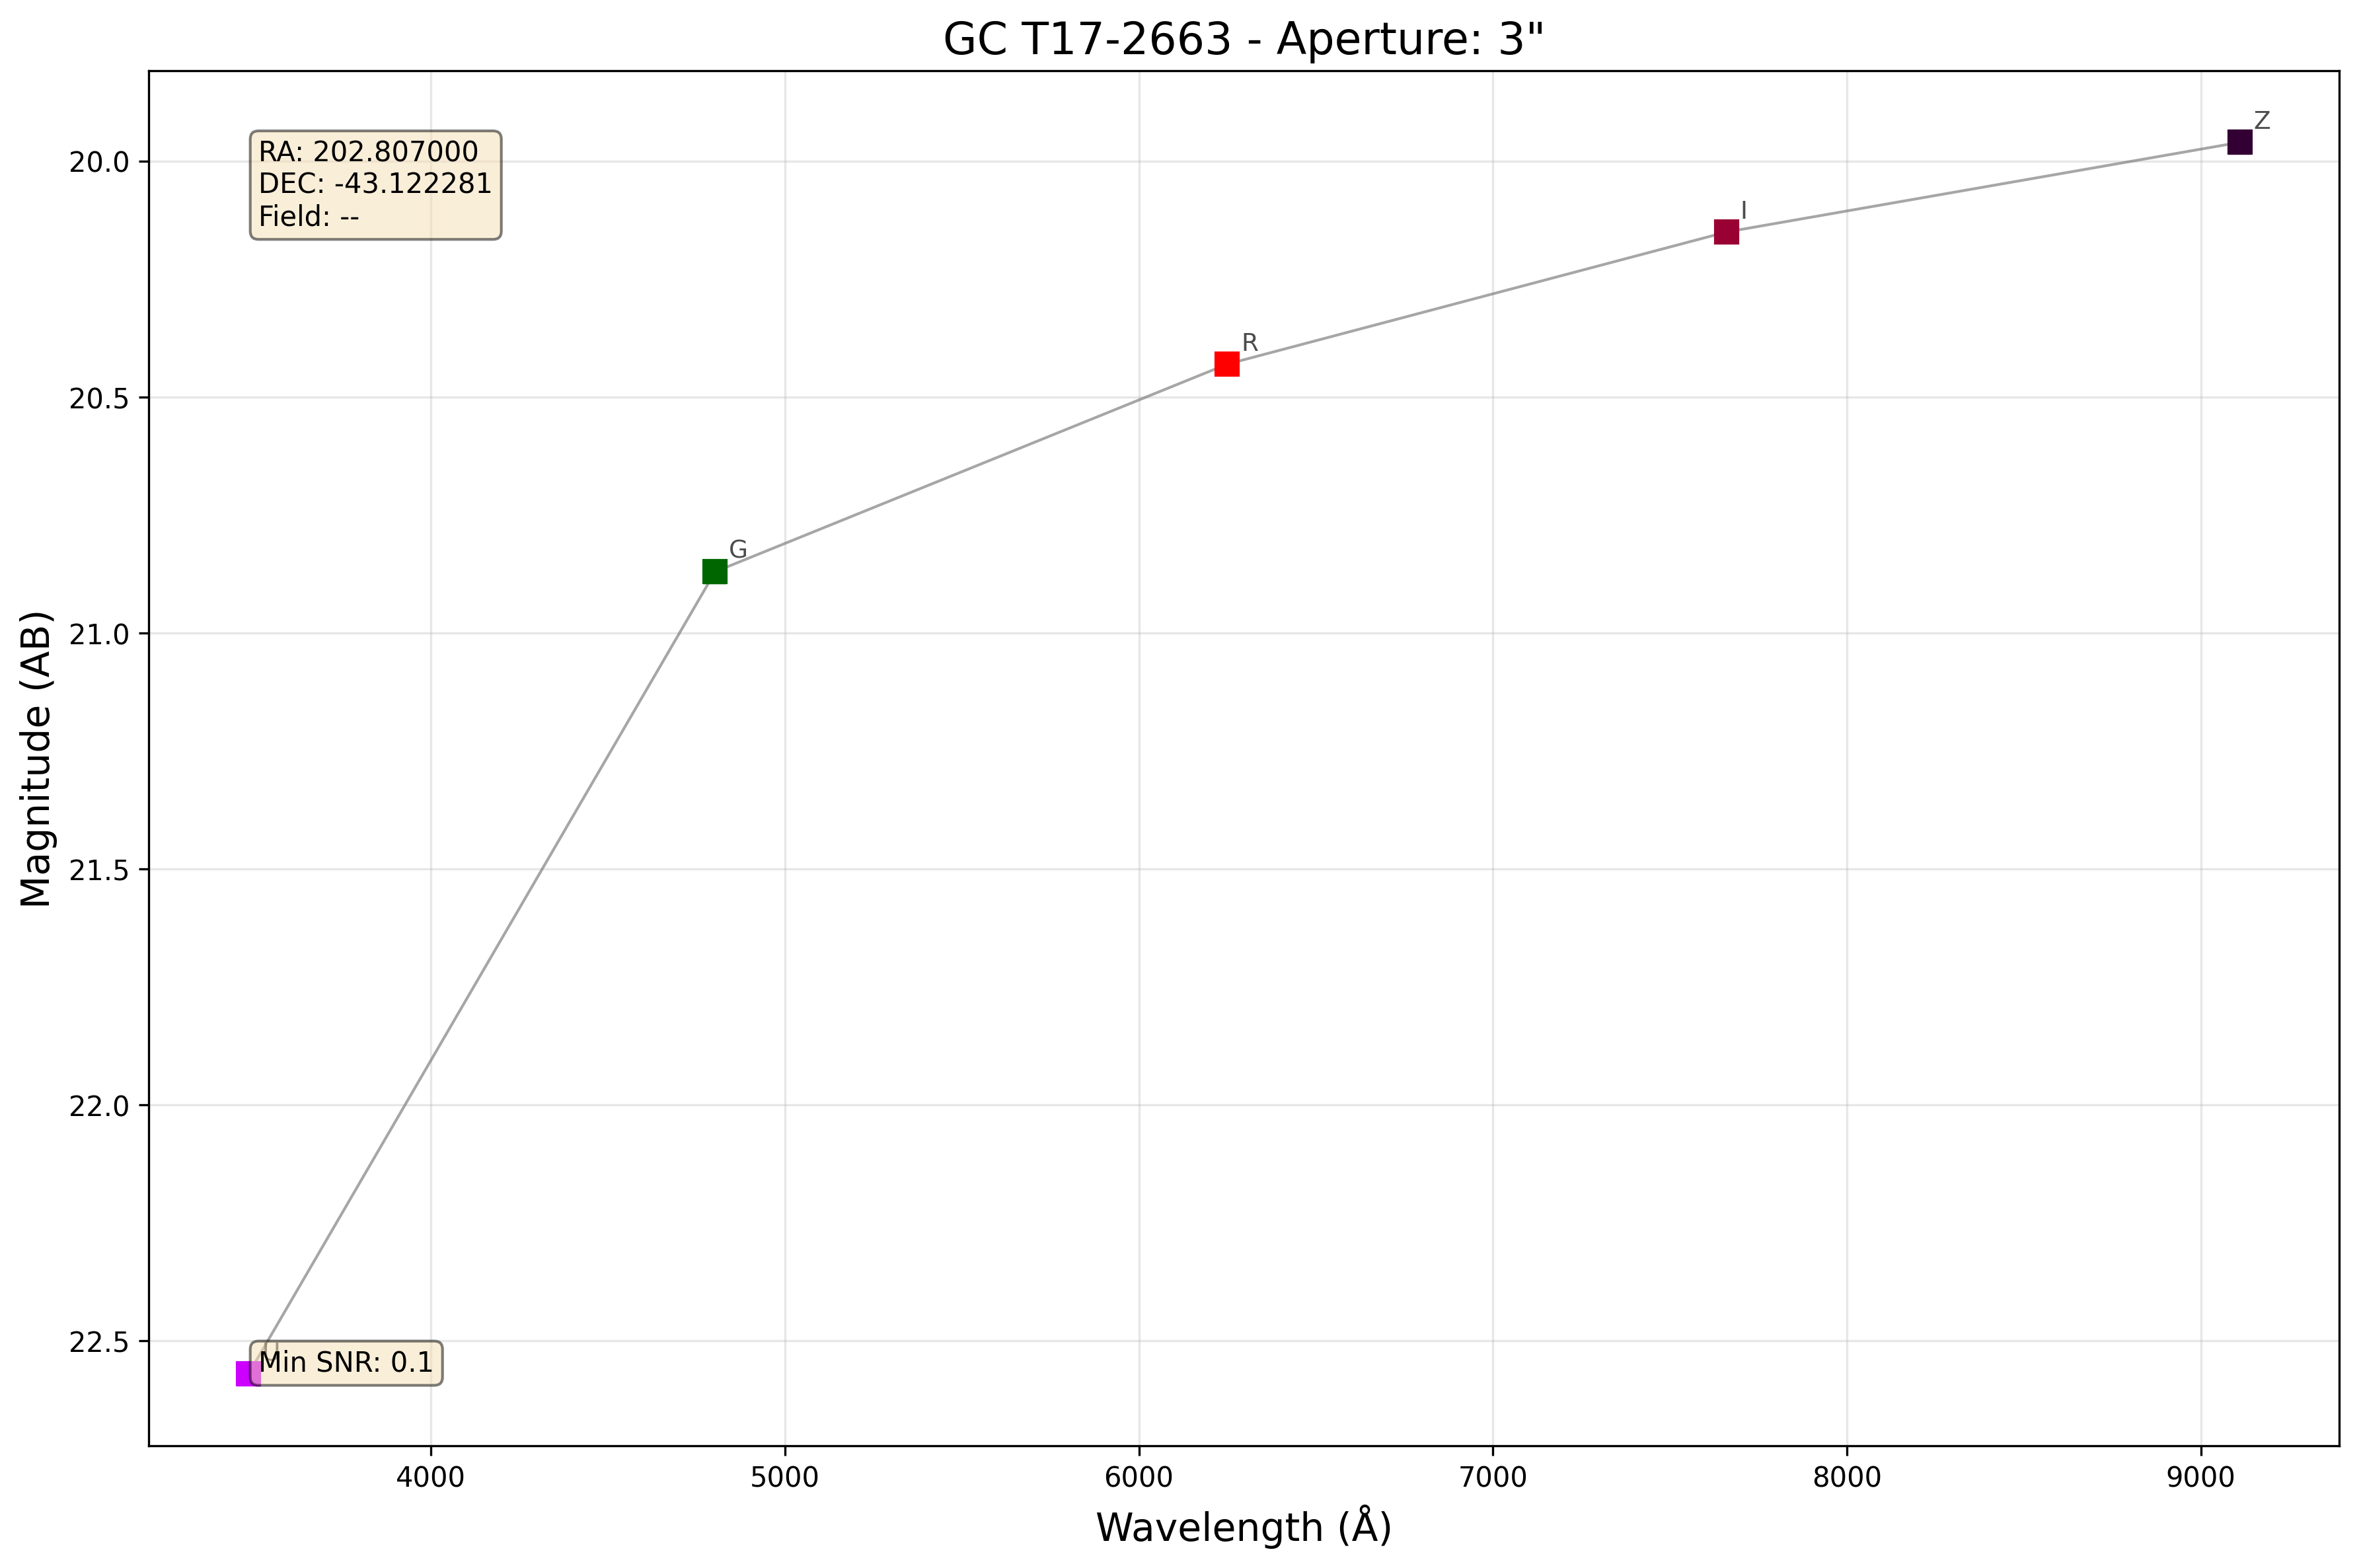 GC T17-2663 - Aperture: 3"
RA: 202.807000
DEC: -43.122281
Field: --
Z
I
R
G
Min SNR: 0.1
20.0
20.5
21.0
21.5
22.0
22.5
Magnitude (AB)
4000
5000
6000
7000
8000
9000
Wavelength (Å)